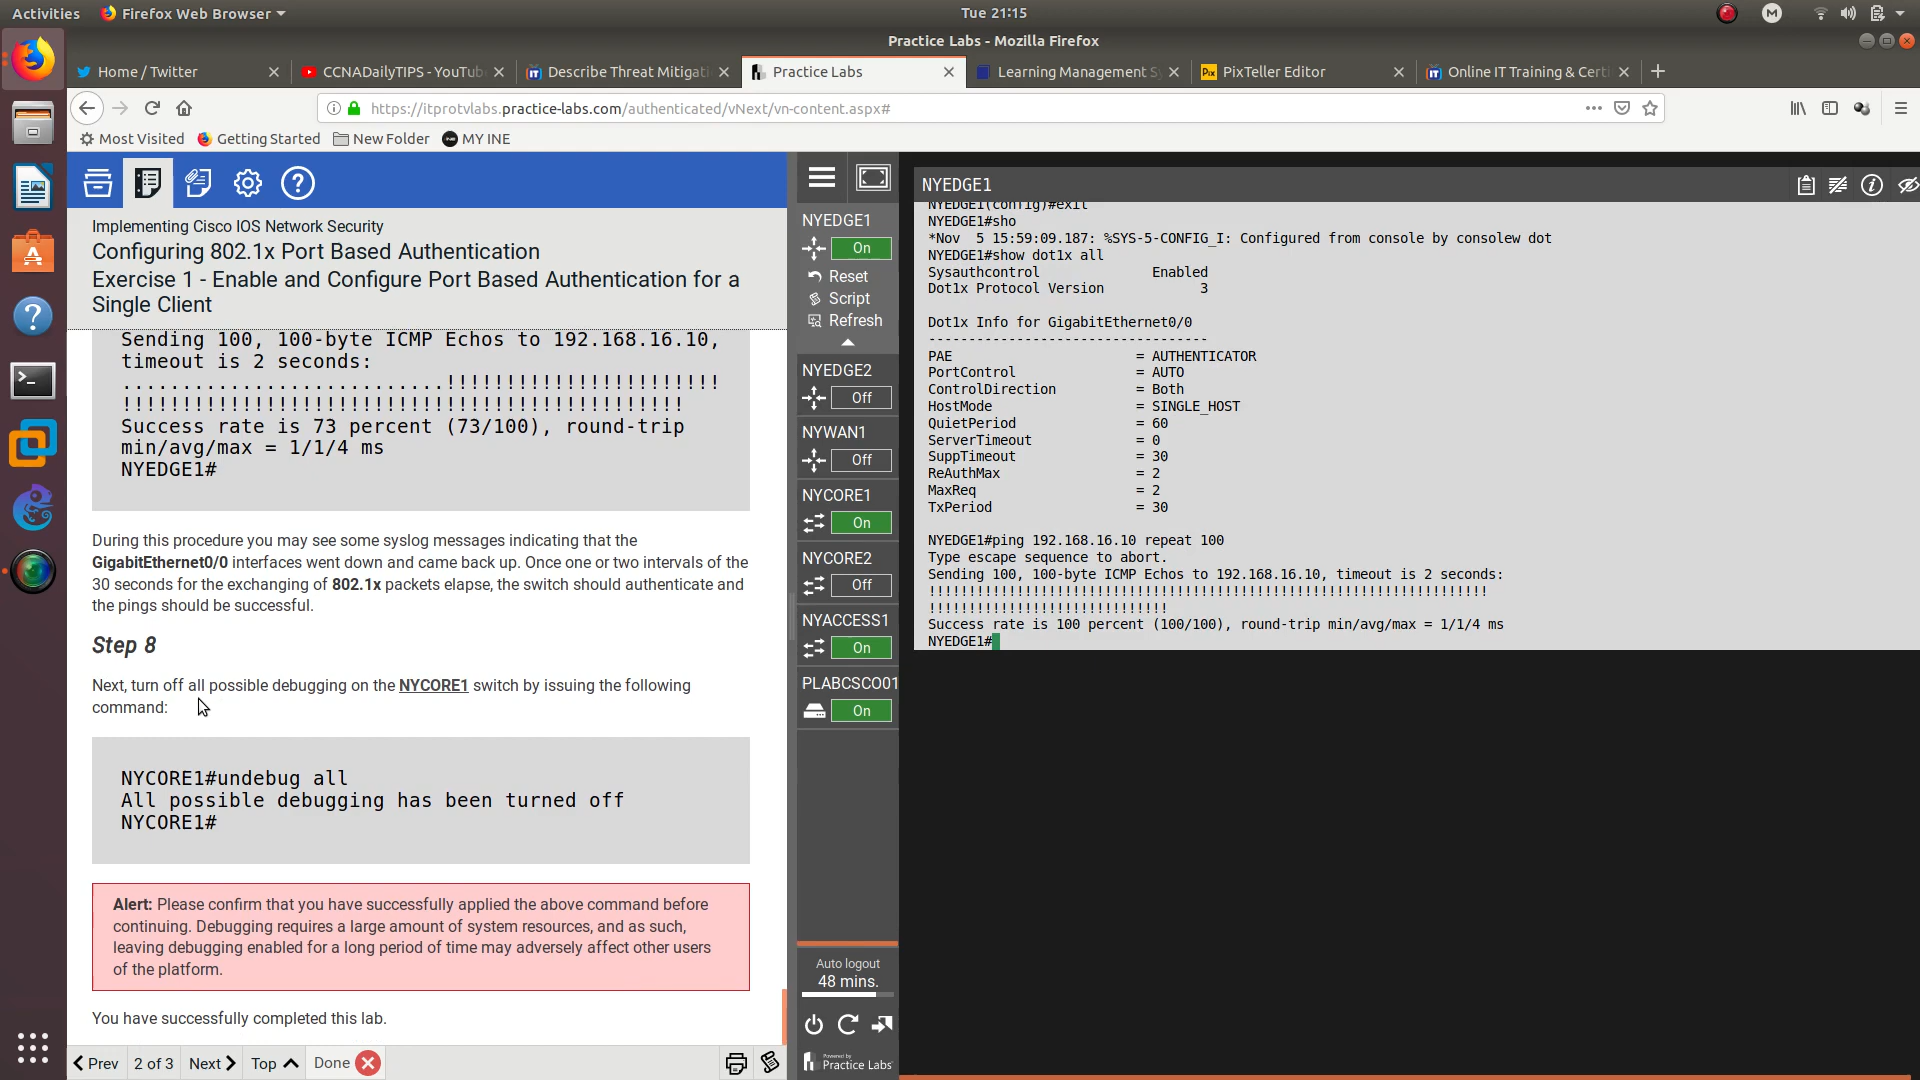 Activities
Firefox Web Browser
Tue 21:15
M
Practice Labs - Mozilla Firefox
Home / Twitter
CCNADailyTIPS - YouTub
Describe Threat Mitigati
Practice Labs
Learning Management S
PixTeller Editor
Online IT Training & Certi
https://itprotvlabs.practice-labs.com/authenticated/vNext/vn-content.aspx#
Most Visited
Getting Started
New Folder
MY INE
Implementing Cisco IOS Network Security
Configuring 802.1x Port Based Authentication
Exercise 1 - Enable and Configure Port Based Authentication for a
Single Client
Sending 100, 100-byte ICMP Echos to 192.168.16.10,
timeout is 2 seconds:
...........................!!!!!!!!!!!!!!!!!!!!!!!
!!!!!!!!!!!!!!!!!!!!!!!!!!!!!!!!!!!!!!!!!!!!!!!
Success rate is 73 percent (73/100), round-trip
min/avg/max = 1/1/4 ms
NYEDGE1#
During this procedure you may see some syslog messages indicating that the
GigabitEthernet0/0 interfaces went down and came back up. Once one or two intervals of the
30 seconds for the exchanging of 802.1x packets elapse, the switch should authenticate and
the pings should be successful.
Step 8
Next, turn off all possible debugging on the NYCORE1 switch by issuing the following
command:
NYCORE1#undebug all
All possible debugging has been turned off
NYCORE1#
Alert: Please confirm that you have successfully applied the above command before
continuing. Debugging requires a large amount of system resources, and as such,
leaving debugging enabled for a long period of time may adversely affect other users
of the platform.
You have successfully completed this lab.
Prev
2 of 3
Next
Top
Done
NYEDGE1
On
Reset
Script
Refresh
NYEDGE2
Off
NYWAN1
Off
NYCORE1
On
NYCORE2
Off
NYACCESS1
On
PLABCSCO01
On
Auto logout
48 mins.
Powered by
Practice Labs
NYEDGE1
NYEDGE1(config)#exit
NYEDGE1#sho
*Nov  5 15:59:09.187: %SYS-5-CONFIG_I: Configured from console by consolew dot
NYEDGE1#show dot1x all
Sysauthcontrol              Enabled
Dot1x Protocol Version            3
Dot1x Info for GigabitEthernet0/0
-----------------------------------
PAE                       = AUTHENTICATOR
PortControl               = AUTO
ControlDirection          = Both
HostMode                  = SINGLE_HOST
QuietPeriod               = 60
ServerTimeout             = 0
SuppTimeout               = 30
ReAuthMax                 = 2
MaxReq                    = 2
TxPeriod                  = 30
NYEDGE1#ping 192.168.16.10 repeat 100
Type escape sequence to abort.
Sending 100, 100-byte ICMP Echos to 192.168.16.10, timeout is 2 seconds:
!!!!!!!!!!!!!!!!!!!!!!!!!!!!!!!!!!!!!!!!!!!!!!!!!!!!!!!!!!!!!!!!!!!!!!
!!!!!!!!!!!!!!!!!!!!!!!!!!!!!!
Success rate is 100 percent (100/100), round-trip min/avg/max = 1/1/4 ms
NYEDGE1#